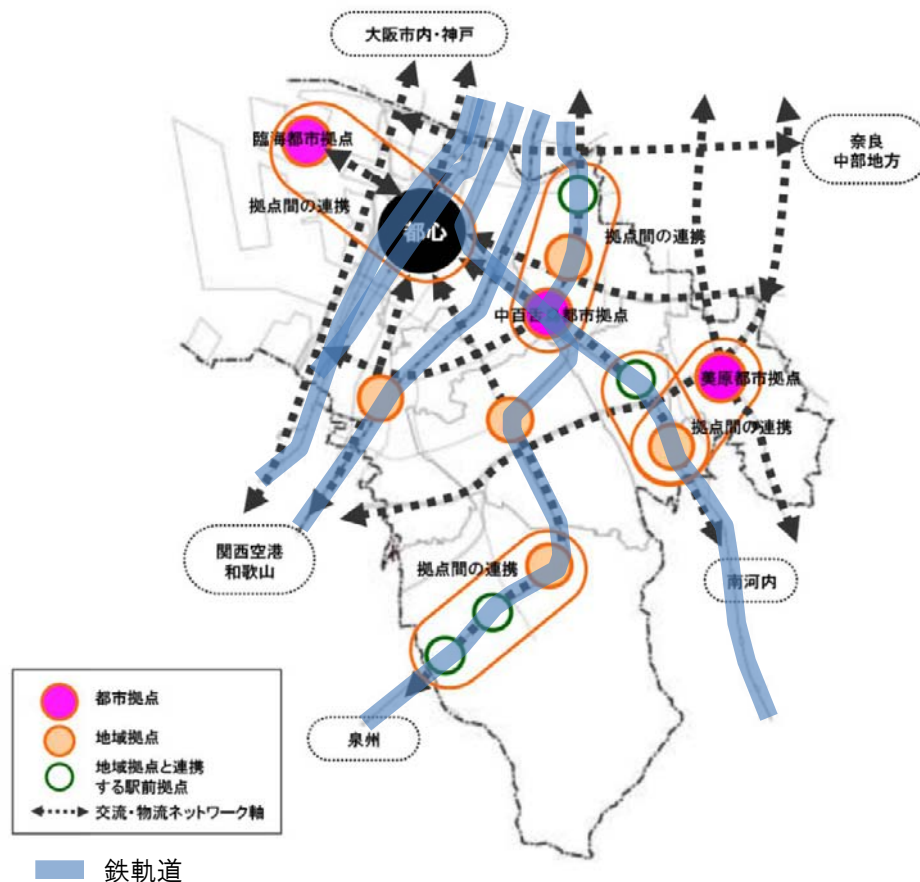 大阪市内・神戸
臨海都市拠点
奈良
中部地方
拠点間の連携
都心
拠点間の連携
中百舌鳥都市拠点
美原都市拠点
拠点間の連携
関西空港
和歌山
拠点間の連携
南河内
泉州
都市拠点
地域拠点
地域拠点と連携
する駅前拠点
交流・物流ネットワーク軸
鉄軌道